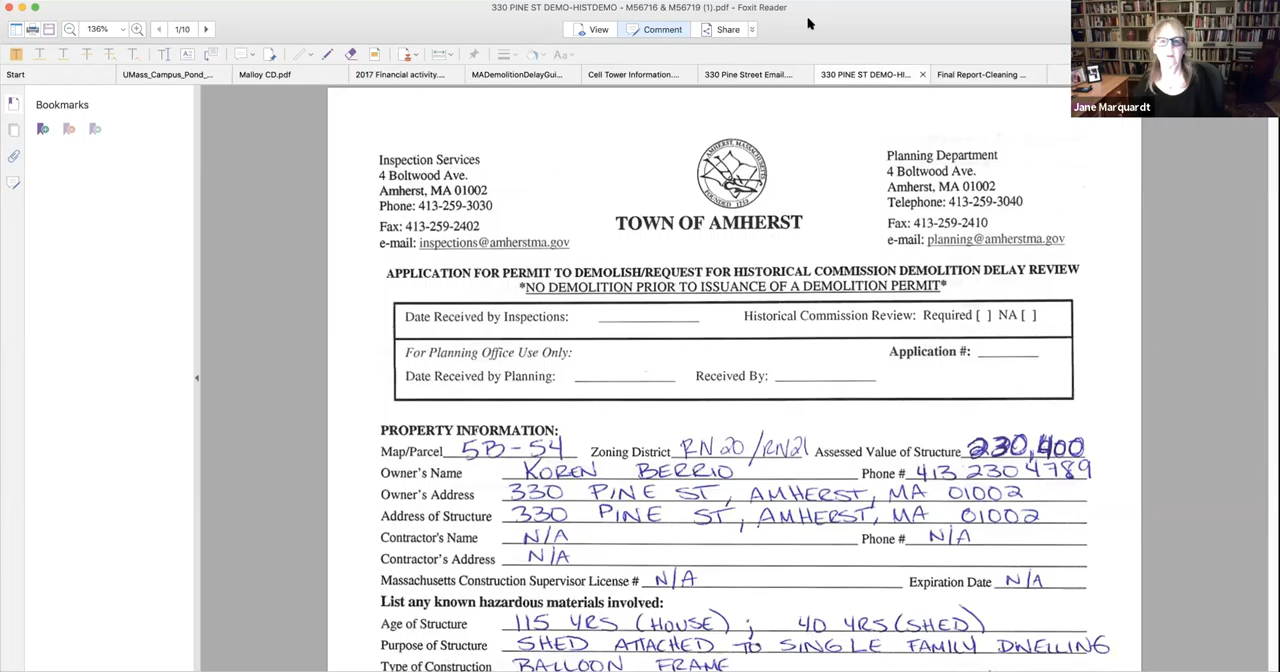 330 PINE ST DEMO-HISTDEMO - M56716 & M56719 (1).pdf - Foxit Reader
136% 1/10 View Comment Share
Start UMass_Campus_Pond_... Malloy CD.pdf 2017 Financial activity.... MADemolitionDelayGui... Cell Tower Information.... 330 Pine Street Email.... 330 PINE ST DEMO-HI... Final Report-Cleaning ...
Jane Marquardt
Bookmarks
Inspection Services
4 Boltwood Ave.
Amherst, MA 01002
Phone: 413-259-3030
Fax: 413-259-2402
e-mail: inspections@amherstma.gov
TOWN OF AMHERST
Planning Department
4 Boltwood Ave.
Amherst, MA 01002
Telephone: 413-259-3040
Fax: 413-259-2410
e-mail: planning@amherstma.gov
APPLICATION FOR PERMIT TO DEMOLISH/REQUEST FOR HISTORICAL COMMISSION DEMOLITION DELAY REVIEW
*NO DEMOLITION PRIOR TO ISSUANCE OF A DEMOLITION PERMIT*
Date Received by Inspections: Historical Commission Review: Required [ ] NA [ ]
For Planning Office Use Only: Application #:
Date Received by Planning: Received By:
PROPERTY INFORMATION:
Map/Parcel 5B-54 Zoning District RN20/RN21 Assessed Value of Structure 230,400
Owner's Name KOREN BERRIO Phone # 413 230 4789
Owner's Address 330 PINE ST, AMHERST, MA 01002
Address of Structure 330 PINE ST, AMHERST, MA 01002
Contractor's Name N/A Phone # N/A
Contractor's Address N/A
Massachusetts Construction Supervisor License # N/A Expiration Date N/A
List any known hazardous materials involved:
Age of Structure 115 YRS (HOUSE) ; 40 YRS (SHED)
Purpose of Structure SHED ATTACHED TO SINGLE FAMILY DWELLING
Type of Construction BALLOON FRAME